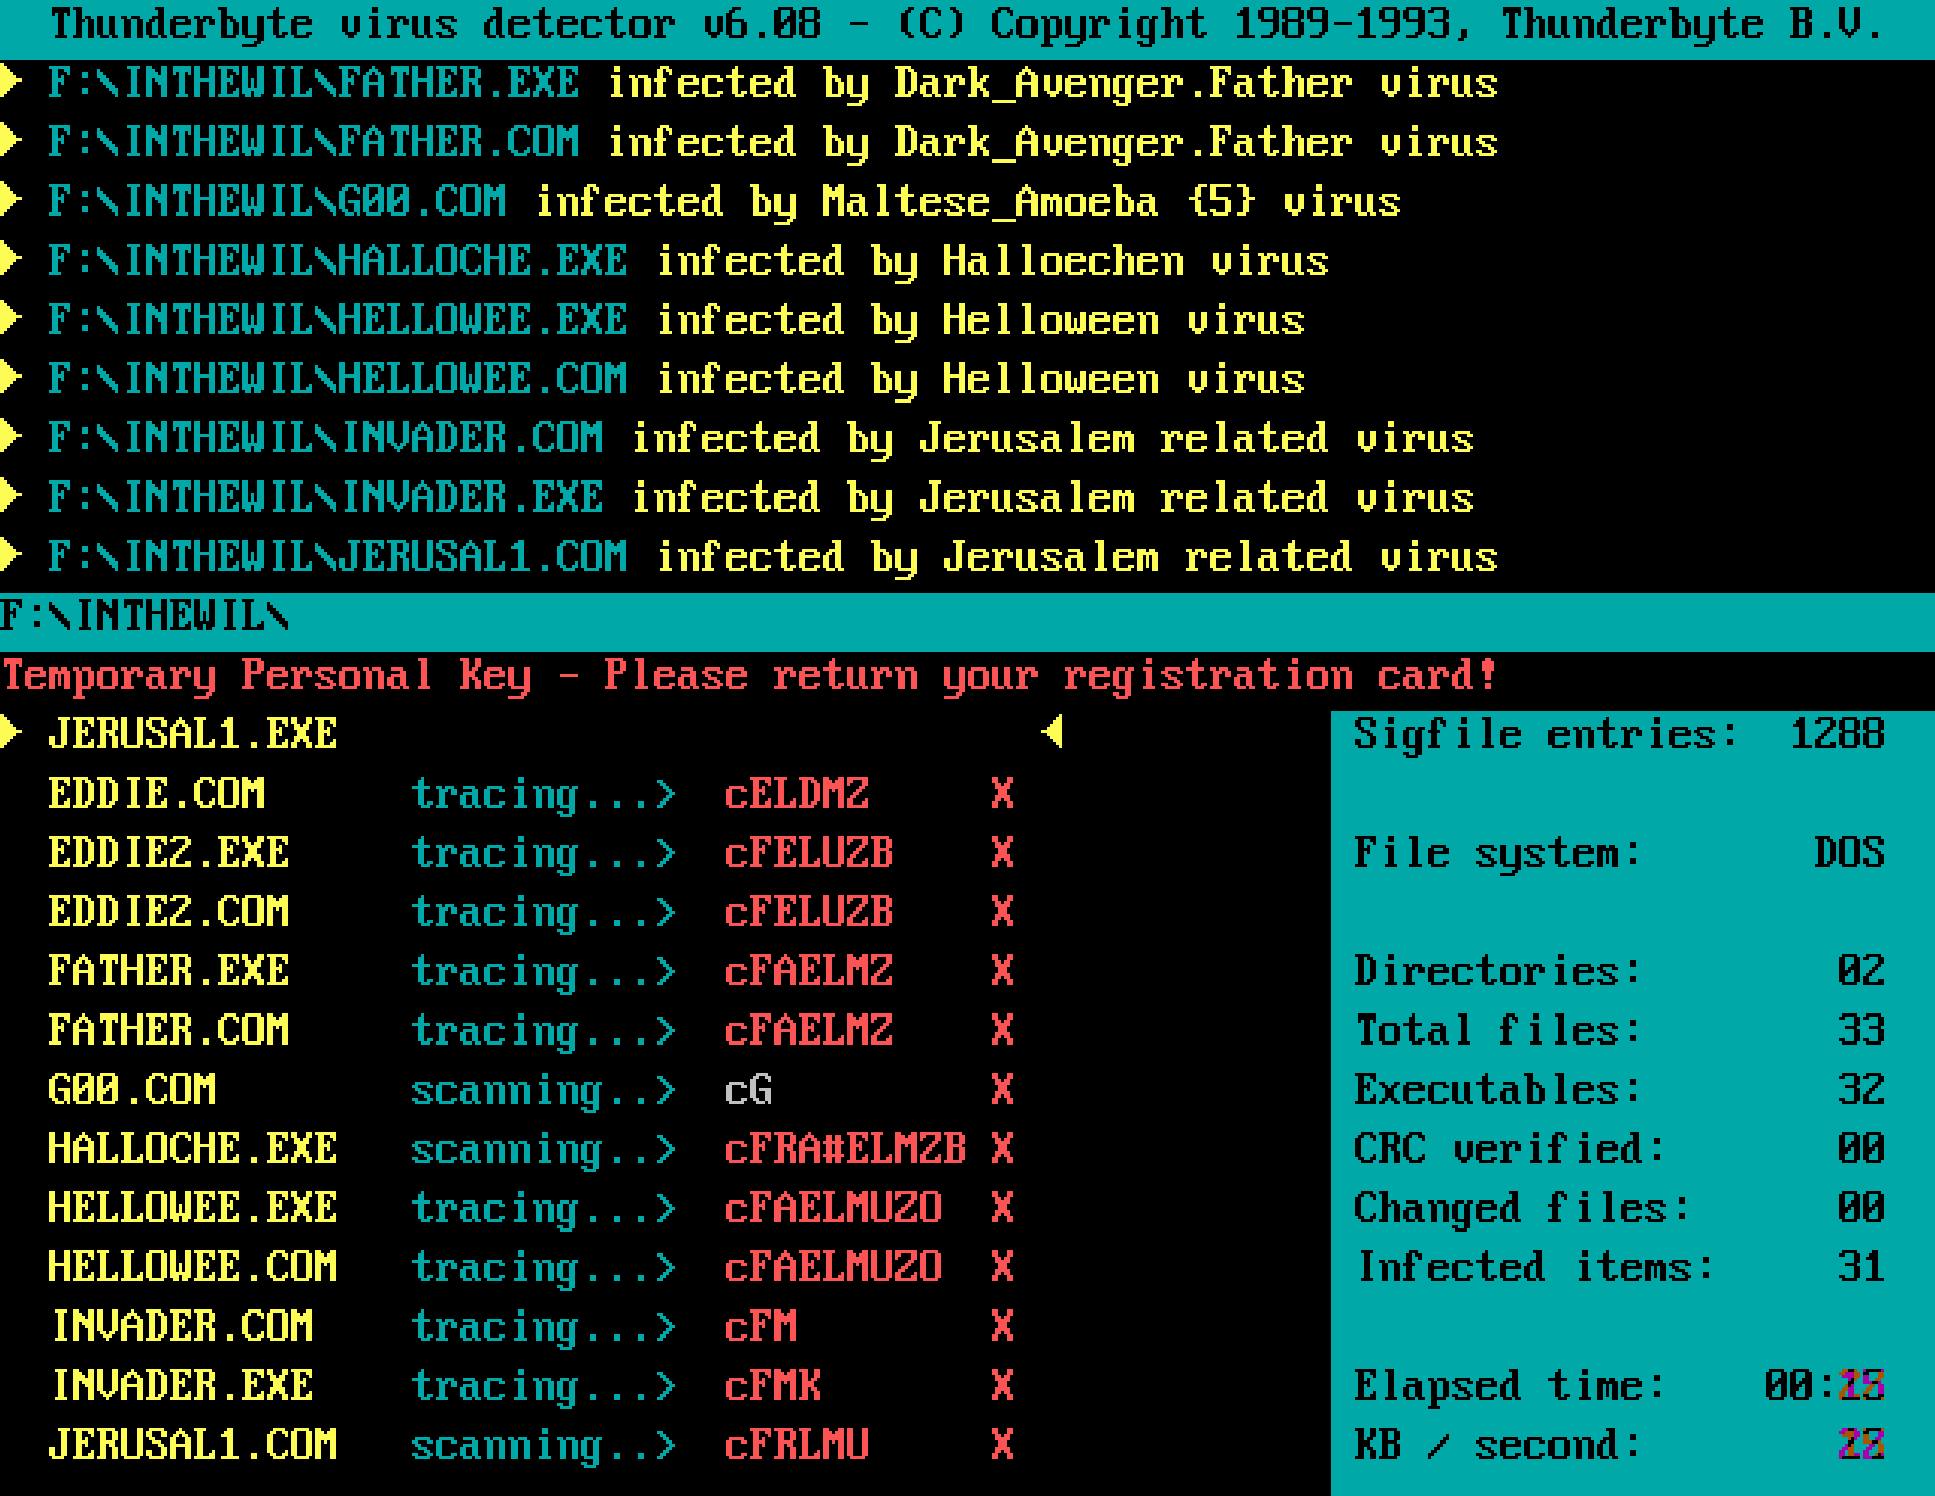 Thunderbyte virus detector v6.08 - (C) Copyright 1989-1993, Thunderbyte B.V.
F:\INTHEWIL\FATHER.EXE infected by Dark_Avenger.Father virus
F:\INTHEWIL\FATHER.COM infected by Dark_Avenger.Father virus
F:\INTHEWIL\G00.COM infected by Maltese_Amoeba {5} virus
F:\INTHEWIL\HALLOCHE.EXE infected by Halloechen virus
F:\INTHEWIL\HELLOWEE.EXE infected by Helloween virus
F:\INTHEWIL\HELLOWEE.COM infected by Helloween virus
F:\INTHEWIL\INVADER.COM infected by Jerusalem related virus
F:\INTHEWIL\INVADER.EXE infected by Jerusalem related virus
F:\INTHEWIL\JERUSAL1.COM infected by Jerusalem related virus
F:\INTHEWIL\
Temporary Personal Key - Please return your registration card!
JERUSAL1.EXE
EDDIE.COM tracing...> cELDMZ X
EDDIE2.EXE tracing...> cFELUZB X
EDDIE2.COM tracing...> cFELUZB X
FATHER.EXE tracing...> cFAELMZ X
FATHER.COM tracing...> cFAELMZ X
G00.COM scanning..> cG X
HALLOCHE.EXE scanning..> cFRA#ELMZB X
HELLOWEE.EXE tracing...> cFAELMUZO X
HELLOWEE.COM tracing...> cFAELMUZO X
INVADER.COM tracing...> cFM X
INVADER.EXE tracing...> cFMK X
JERUSAL1.COM scanning..> cFRLMU X
Sigfile entries: 1288
File system: DOS
Directories: 02
Total files: 33
Executables: 32
CRC verified: 00
Changed files: 00
Infected items: 31
Elapsed time:
KB / second: